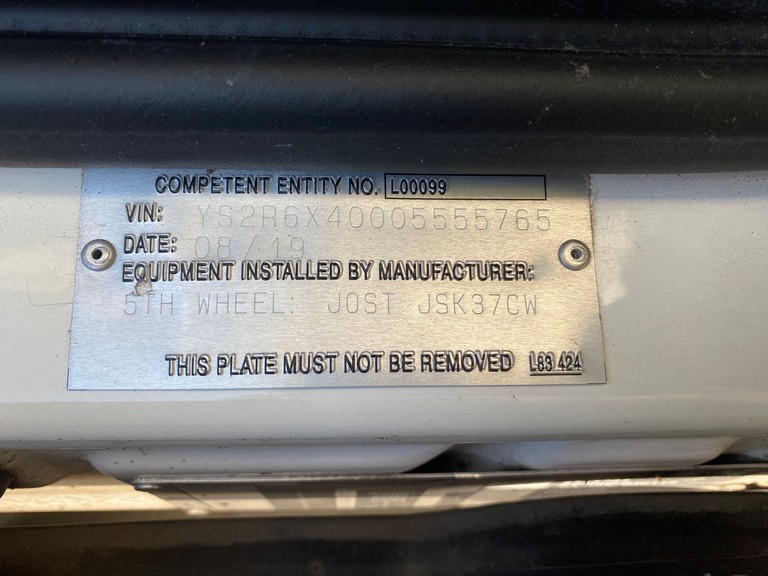 COMPETENT ENTITY NO. L00099
VIN: YS2R6X40005555765
DATE: 08/19
EQUIPMENT INSTALLED BY MANUFACTURER:
5TH WHEEL: JOST JSK37CW
THIS PLATE MUST NOT BE REMOVED L83 424